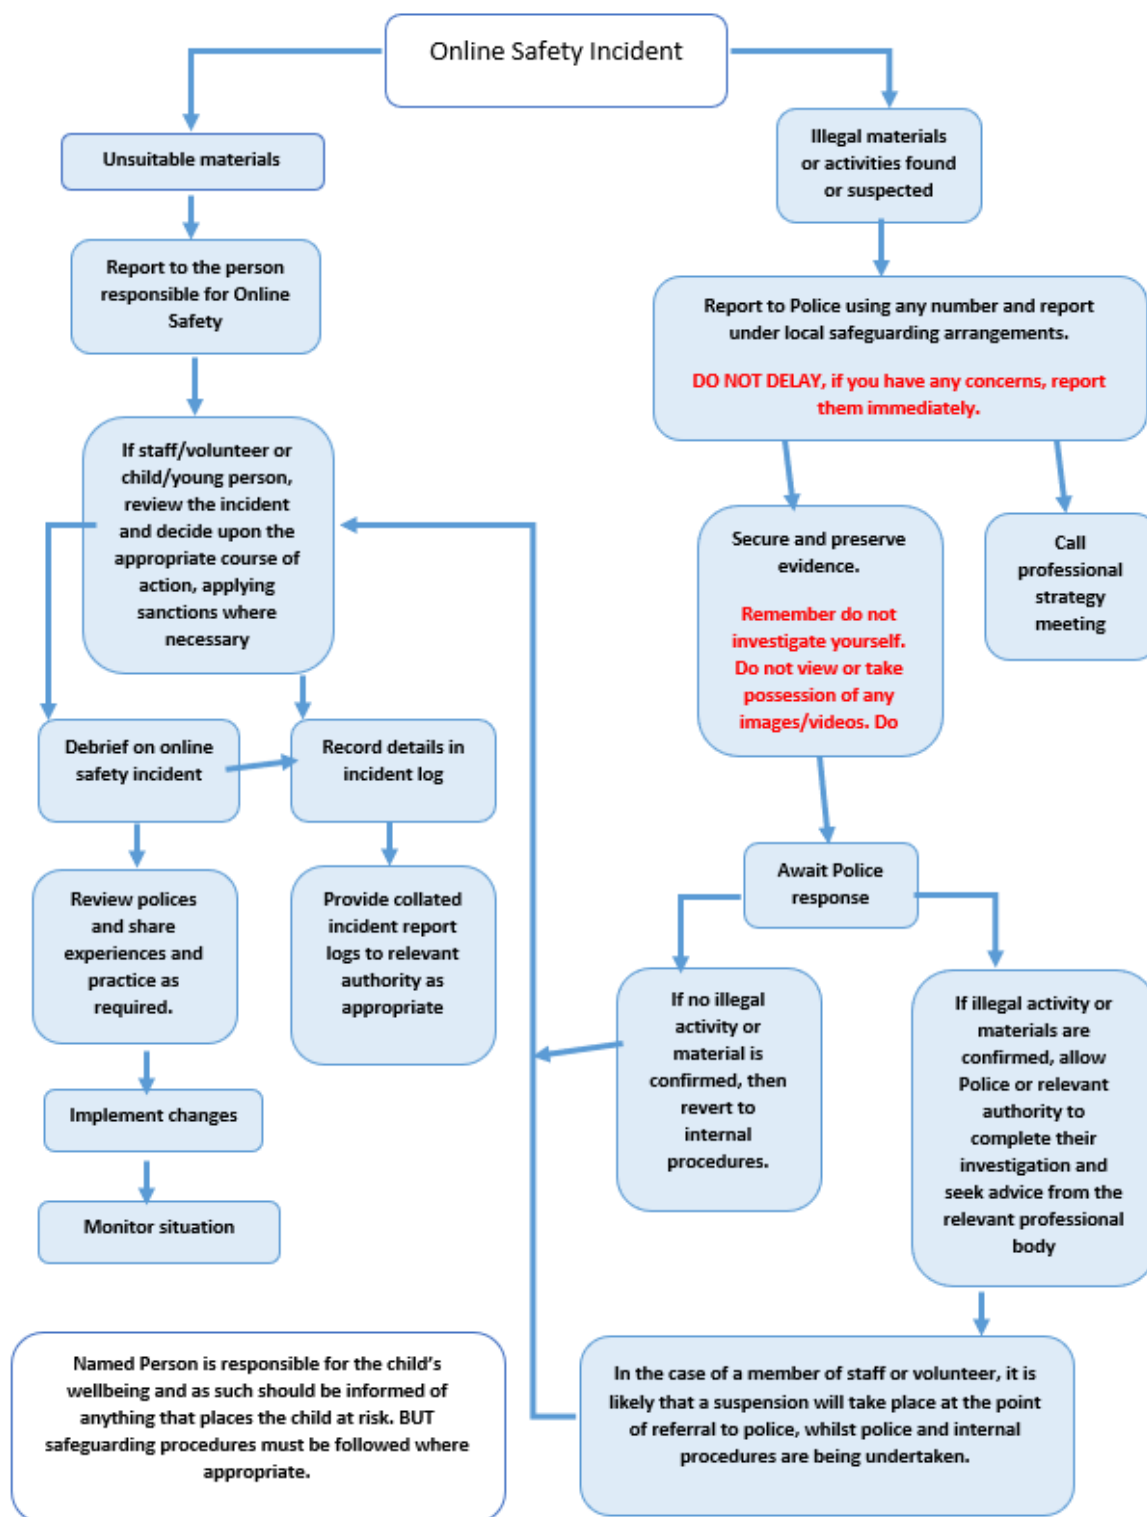 Online Safety Incident
Unsuitable materials
Illegal materials
or activities found
or suspected
Report to the person
responsible for Online
Safety
Report to Police using any number and report
under local safeguarding arrangements.
DO NOT DELAY, if you have any concerns, report
them immediately.
If staff/volunteer or
child/young person,
review the incident
and decide upon the
appropriate course of
action, applying
sanctions where
necessary
Secure and preserve
evidence.
Remember do not
investigate yourself.
Do not view or take
possession of any
images/videos. Do
Call
professional
strategy
meeting
Debrief on online
safety incident
Record details in
incident log
Review polices
and share
experiences and
practice as
required.
Provide collated
incident report
logs to relevant
authority as
appropriate
Await Police
response
If no illegal
activity or
material is
confirmed, then
revert to
internal
procedures.
If illegal activity or
materials are
confirmed, allow
Police or relevant
authority to
complete their
investigation and
seek advice from the
relevant professional
body
Implement changes
Monitor situation
Named Person is responsible for the child's
wellbeing and as such should be informed of
anything that places the child at risk. BUT
safeguarding procedures must be followed where
appropriate.
In the case of a member of staff or volunteer, it is
likely that a suspension will take place at the point
of referral to police, whilst police and internal
procedures are being undertaken.